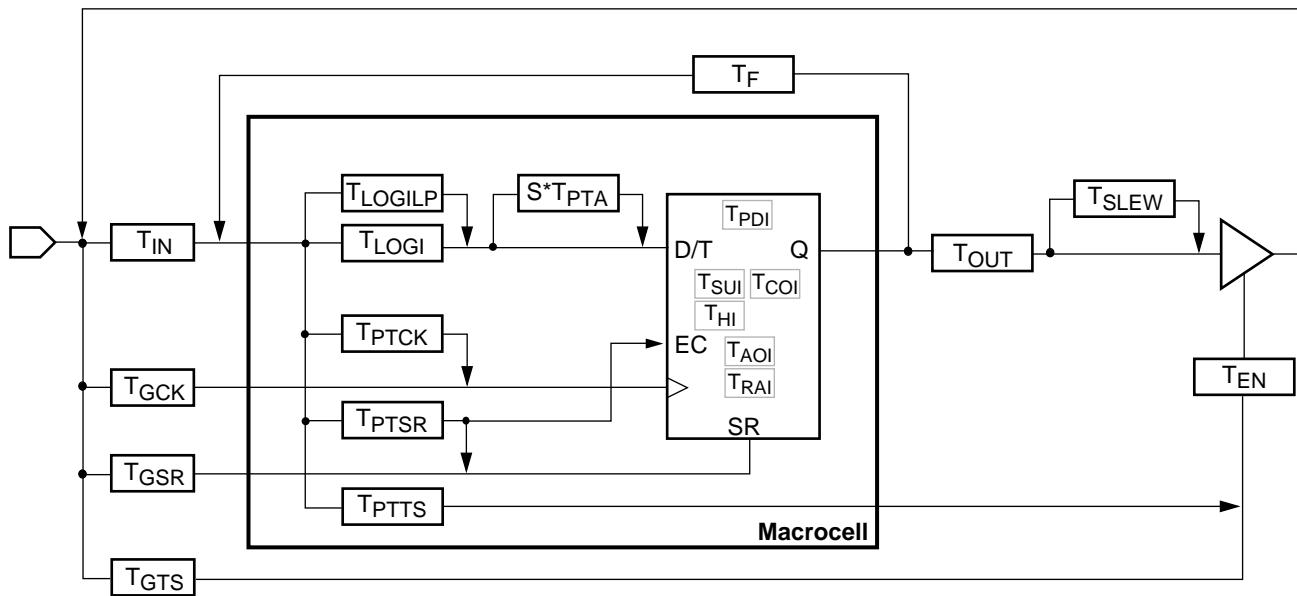 TF
TLOGILP
S*TPTA
TSLEW
TPDI
TIN
TLOGI
D/T
Q
TOUT
TSUI
TCOI
THI
TPTCK
EC
TAOI
TGCK
TRAI
TEN
TPTSR
SR
TGSR
TPTTS
Macrocell
TGTS